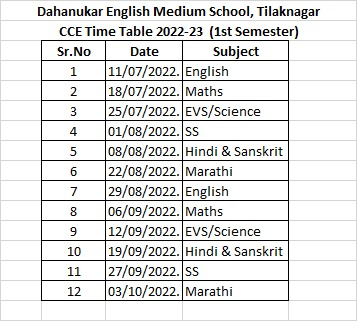 Dahanukar English Medium School, Tilaknagar
CCE Time Table 2022-23 (1st Semester)
Sr.No Date Subject
1 11/07/2022. English
2 18/07/2022. Maths
3 25/07/2022. EVS/Science
4 01/08/2022. SS
5 08/08/2022. Hindi & Sanskrit
6 22/08/2022. Marathi
7 29/08/2022. English
8 06/09/2022. Maths
9 12/09/2022. EVS/Science
10 19/09/2022. Hindi & Sanskrit
11 27/09/2022. SS
12 03/10/2022. Marathi